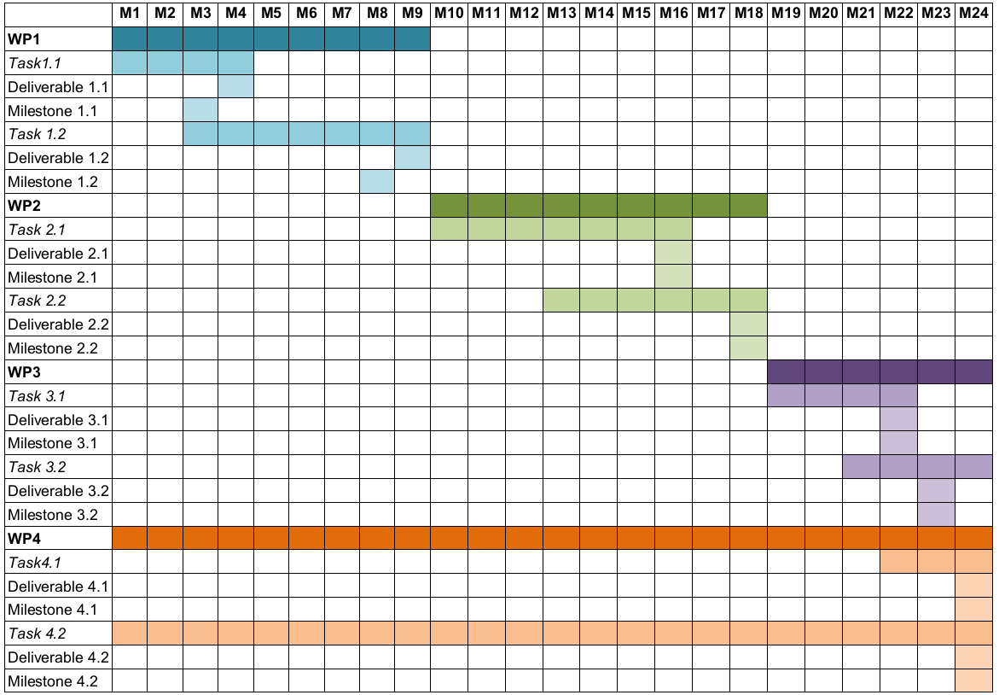 M1 M2 M3 M4 M5 M6 M7 M8 M9 M10 M11 M12 M13 M14 M15 M16 M17 M18 M19 M20 M21 M22 M23 M24
WP1
Task1.1
Deliverable 1.1
Milestone 1.1
Task 1.2
Deliverable 1.2
Milestone 1.2
WP2
Task 2.1
Deliverable 2.1
Milestone 2.1
Task 2.2
Deliverable 2.2
Milestone 2.2
WP3
Task 3.1
Deliverable 3.1
Milestone 3.1
Task 3.2
Deliverable 3.2
Milestone 3.2
WP4
Task4.1
Deliverable 4.1
Milestone 4.1
Task 4.2
Deliverable 4.2
Milestone 4.2